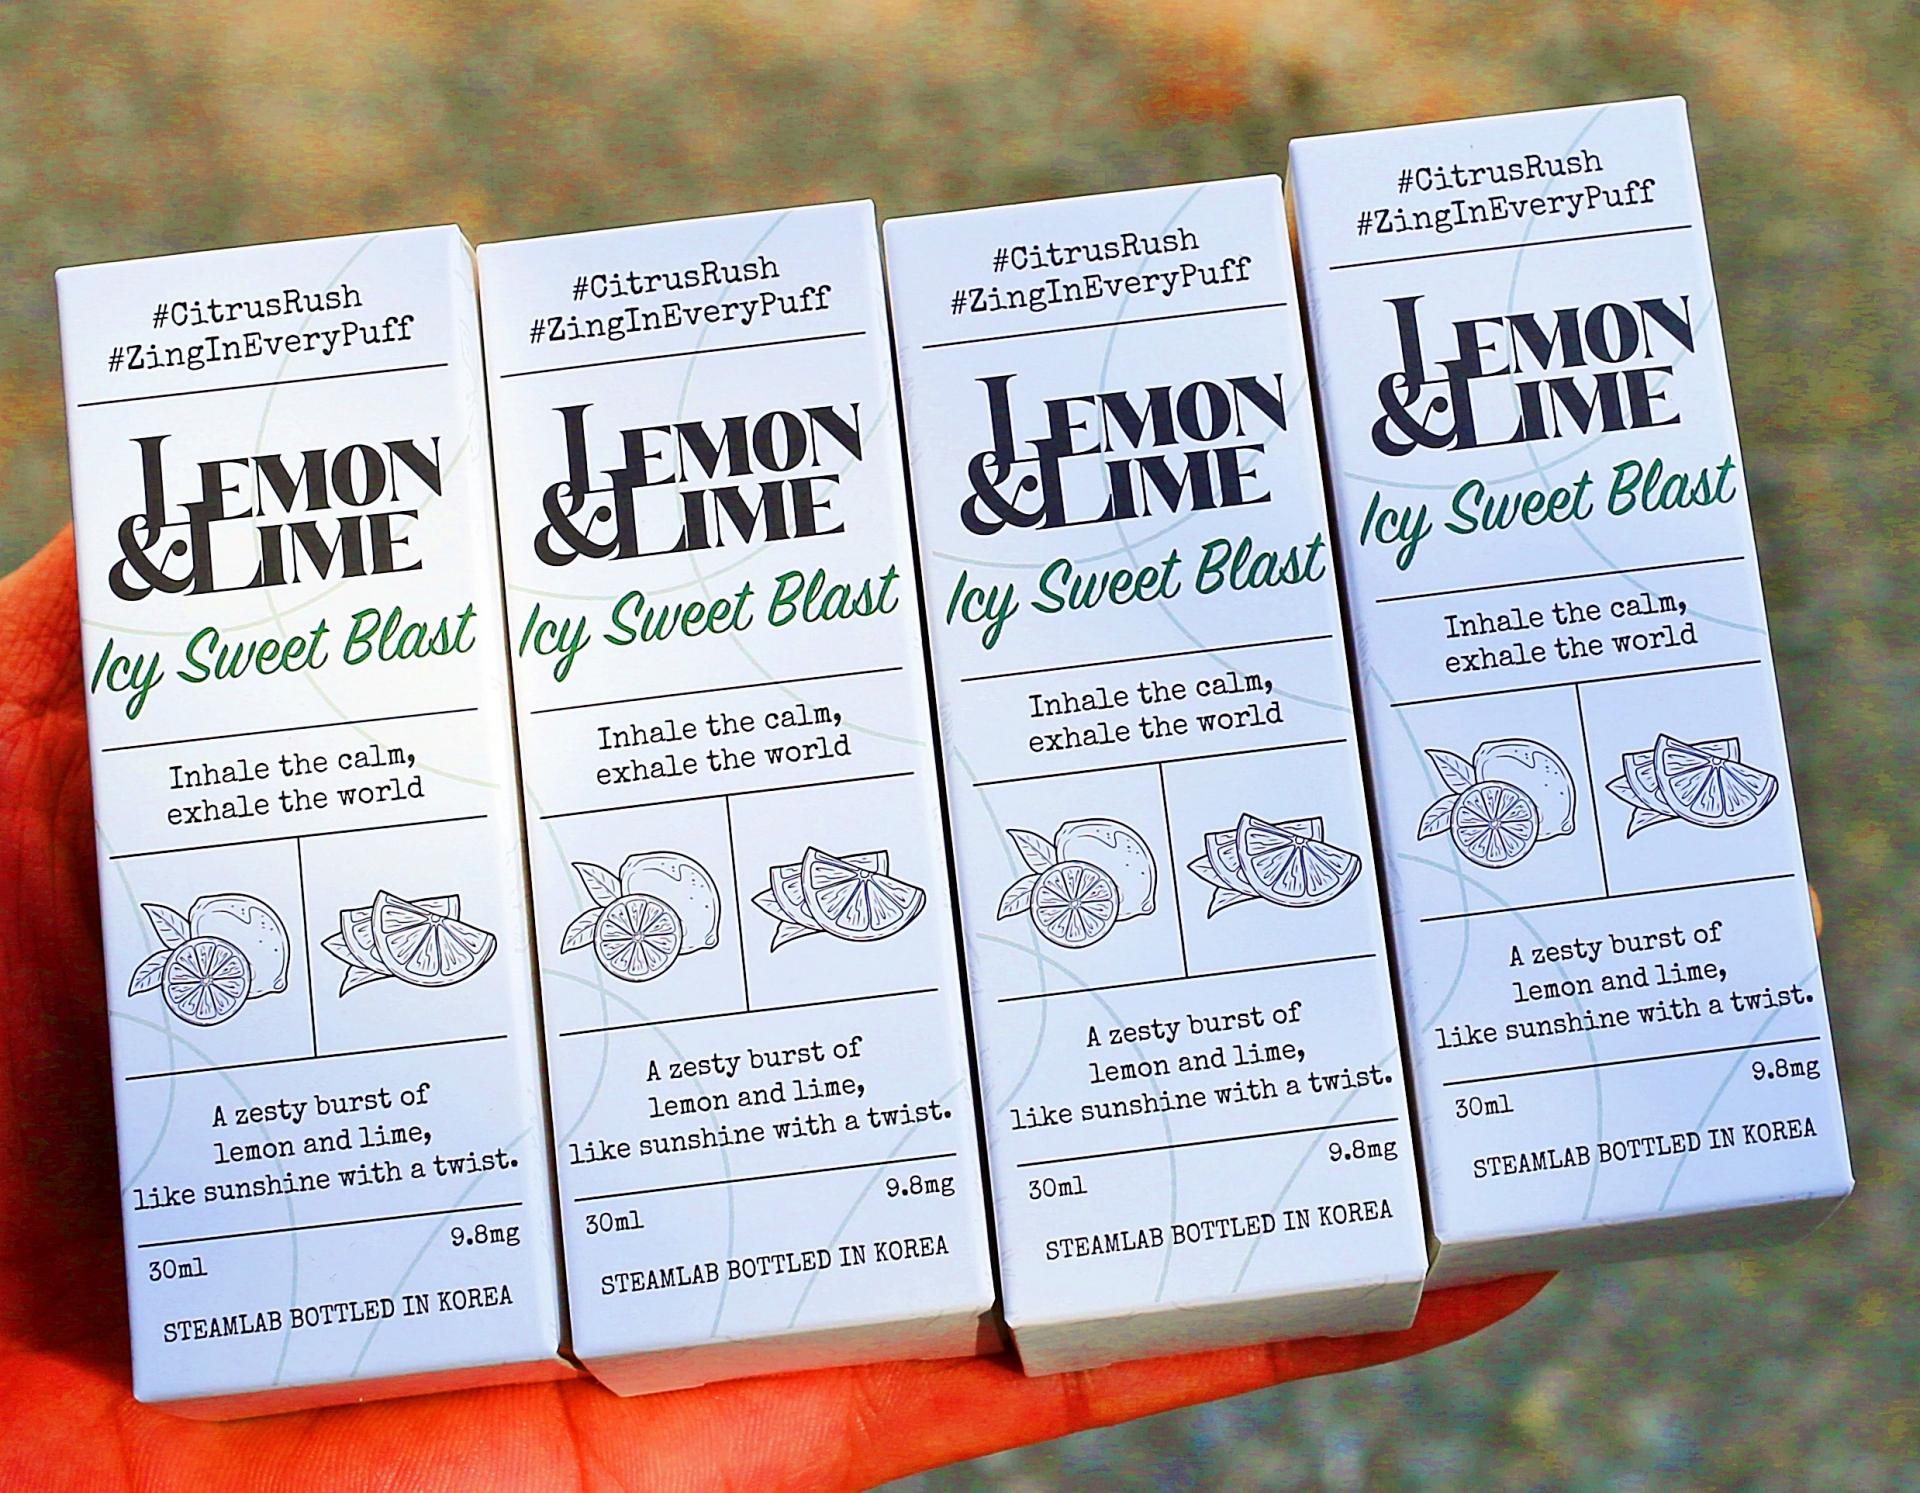 #CitrusRush
#ZingInEveryPuff
LEMON
&LIME
Icy Sweet Blast
Inhale the calm,
exhale the world
A zesty burst of
lemon and lime,
like sunshine with a twist.
30ml 9.8mg
STEAMLAB BOTTLED IN KOREA
#CitrusRush
#ZingInEveryPuff
LEMON
&LIME
Icy Sweet Blast
Inhale the calm,
exhale the world
A zesty burst of
lemon and lime,
like sunshine with a twist.
30ml 9.8mg
STEAMLAB BOTTLED IN KOREA
#CitrusRush
#ZingInEveryPuff
LEMON
&LIME
Icy Sweet Blast
Inhale the calm,
exhale the world
A zesty burst of
lemon and lime,
like sunshine with a twist.
30ml 9.8mg
STEAMLAB BOTTLED IN KOREA
#CitrusRush
#ZingInEveryPuff
LEMON
&LIME
Icy Sweet Blast
Inhale the calm,
exhale the world
A zesty burst of
lemon and lime,
like sunshine with a twist.
30ml 9.8mg
STEAMLAB BOTTLED IN KOREA